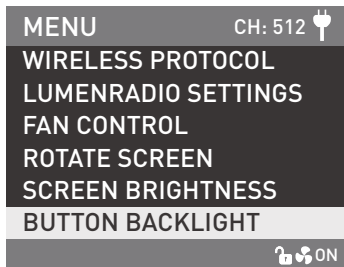 MENU CH: 512
WIRELESS PROTOCOL
LUMENRADIO SETTINGS
FAN CONTROL
ROTATE SCREEN
SCREEN BRIGHTNESS
BUTTON BACKLIGHT
ON